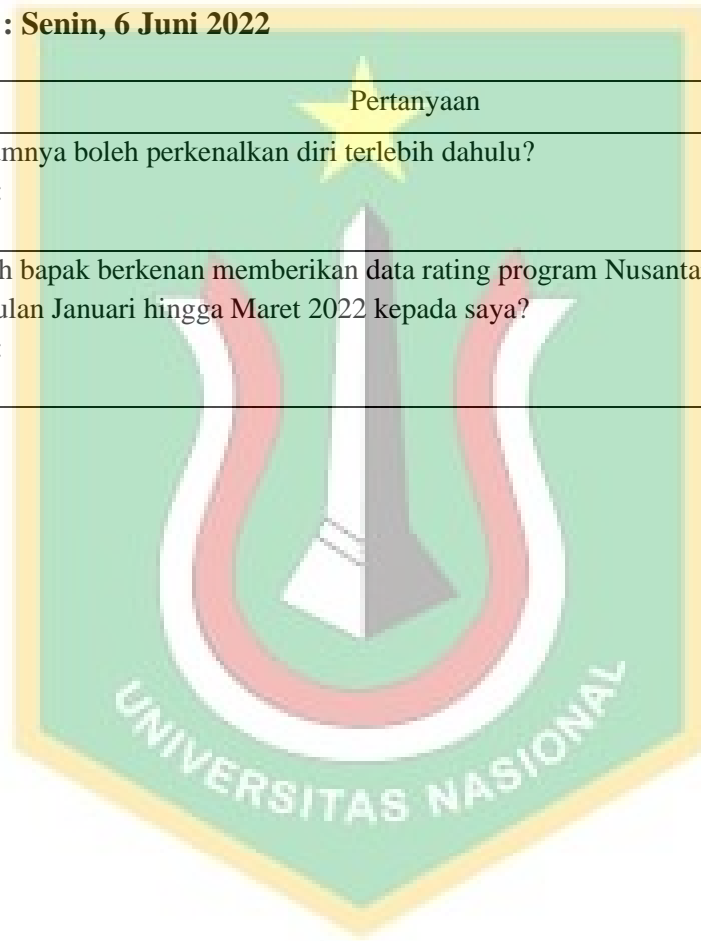 : Senin, 6 Juni 2022
Pertanyaan
mnya boleh perkenalkan diri terlebih dahulu?
:
h bapak berkenan memberikan data rating program Nusanta
ulan Januari hingga Maret 2022 kepada saya?
:
UNIVERSITAS NASIONAL